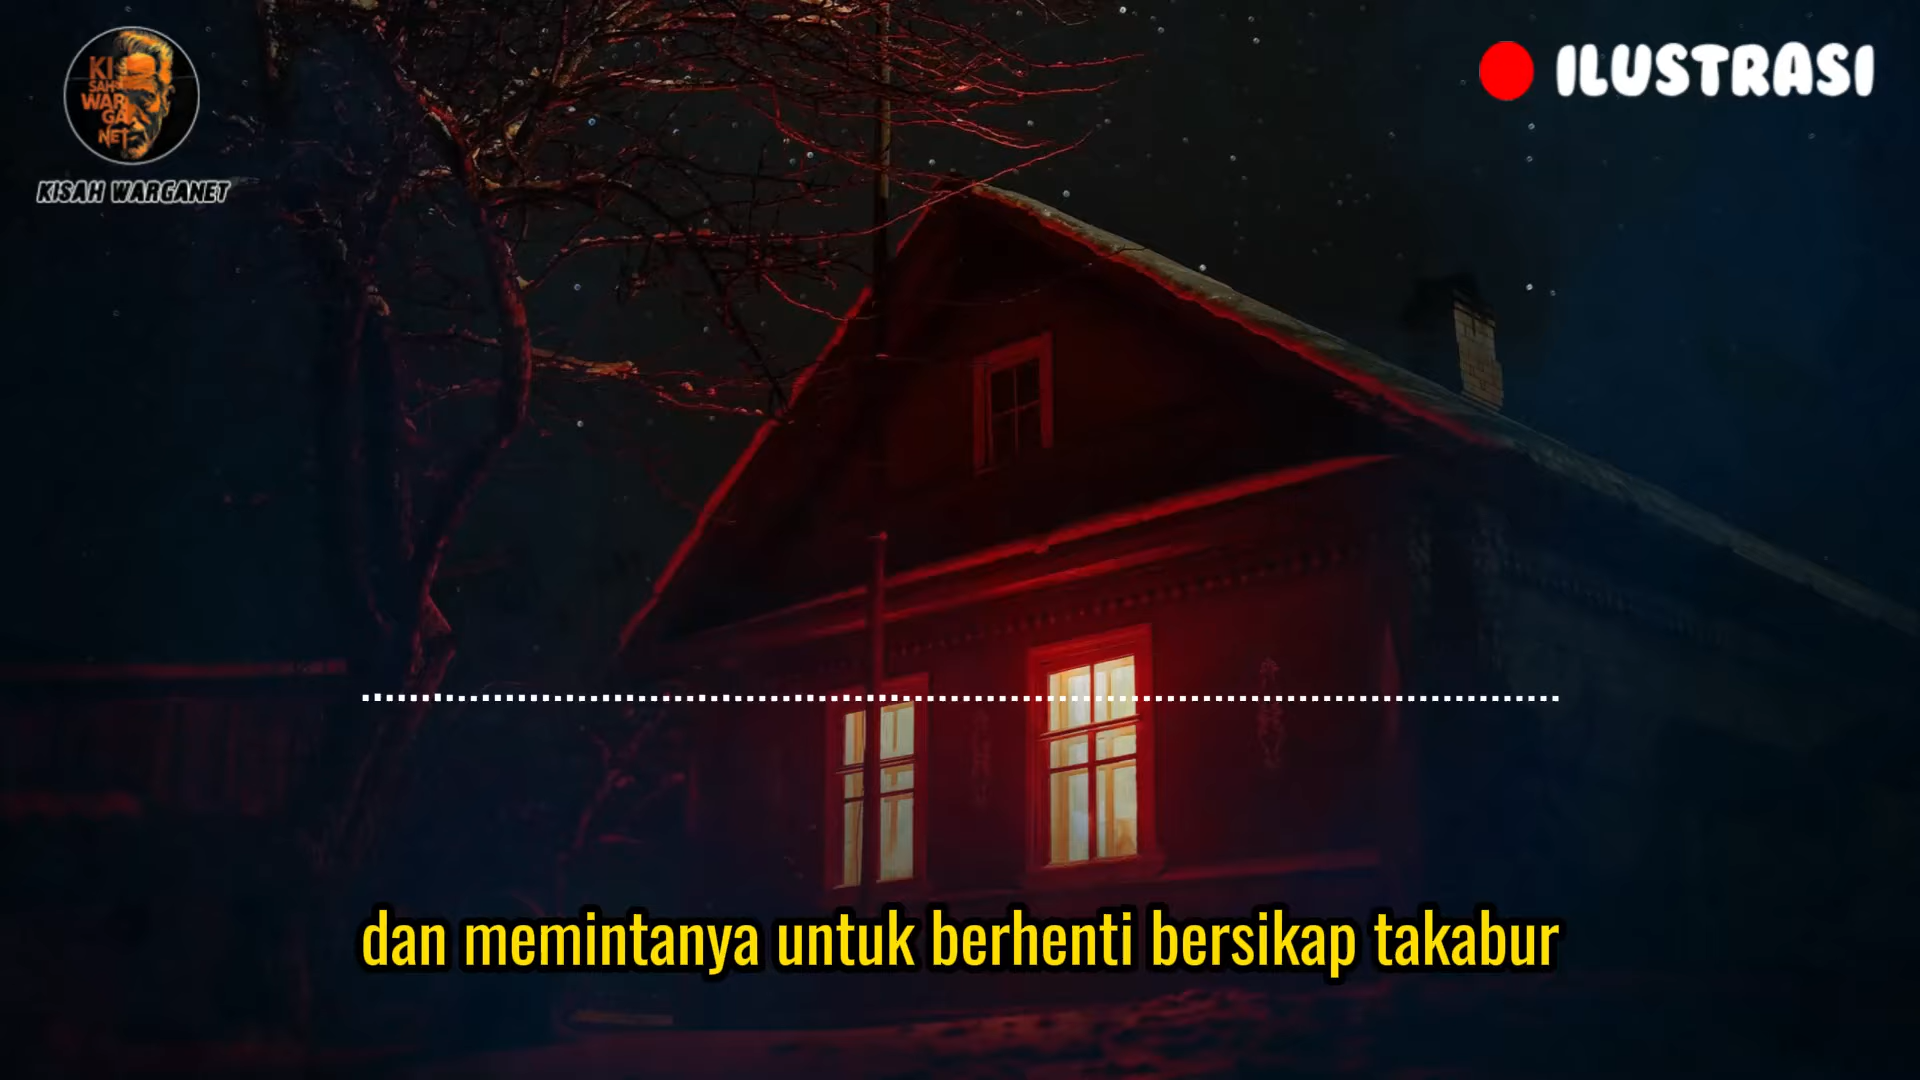 KI
SAH
WAR
GA
NET
KISAH WARGANET
ILUSTRASI
dan memintanya untuk berhenti bersikap takabur